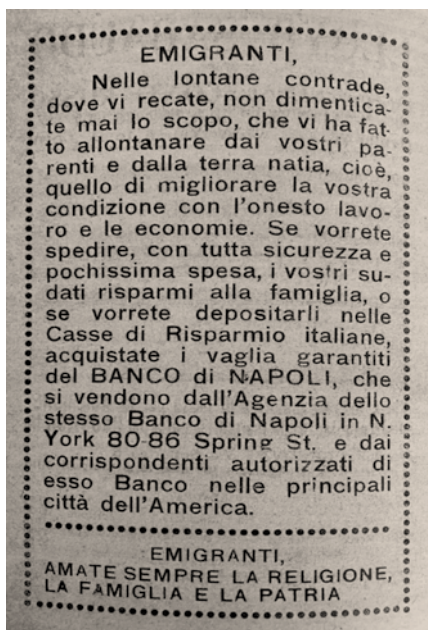 EMIGRANTI,
Nelle lontane contrade,
dove vi recate, non dimentica-
te mai lo scopo, che vi ha fat-
to allontanare dai vostri pa-
renti e dalla terra natia, cioè,
quello di migliorare la vostra
condizione con l'onesto lavo-
ro e le economie. Se vorrete
spedire, con tutta sicurezza e
pochissima spesa, i vostri su-
dati risparmi alla famiglia, o
se vorrete depositarli nelle
Casse di Risparmio italiane,
acquistate i vaglia garantiti
del BANCO di NAPOLI, che
si vendono dall'Agenzia dello
stesso Banco di Napoli in N.
York 80-86 Spring St. e dai
corrispondenti autorizzati di
esso Banco nelle principali
città dell'America.
EMIGRANTI,
AMATE SEMPRE LA RELIGIONE,
LA FAMIGLIA E LA PATRIA